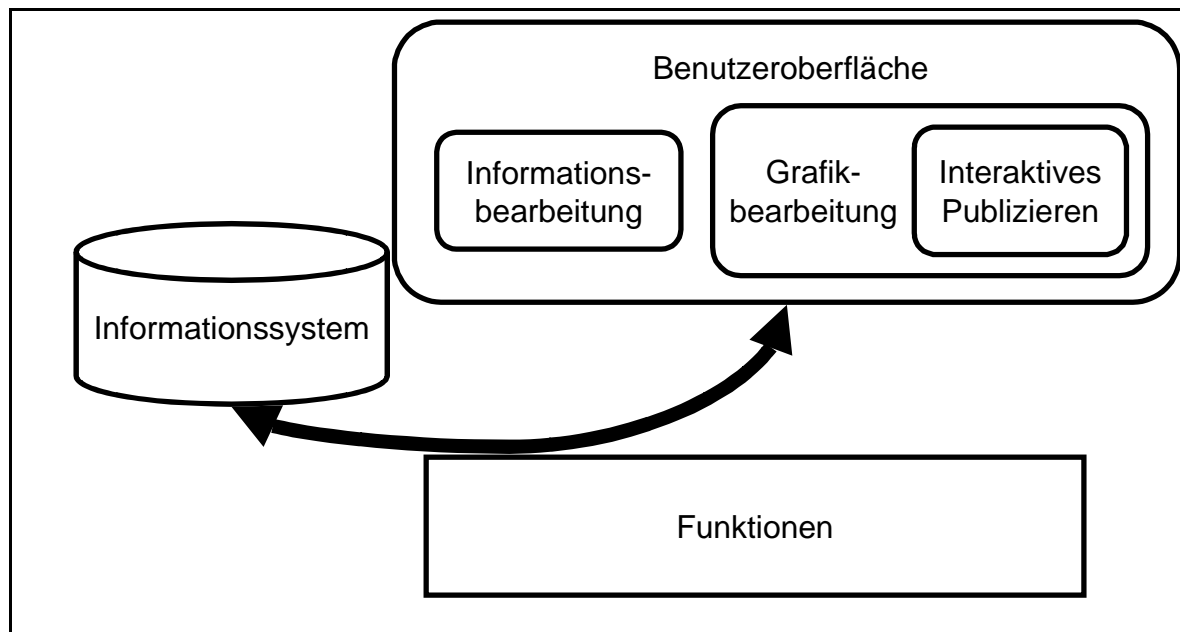 Benutzeroberfläche
Informations-
bearbeitung
Grafik-
bearbeitung
Interaktives
Publizieren
Informationssystem
Funktionen